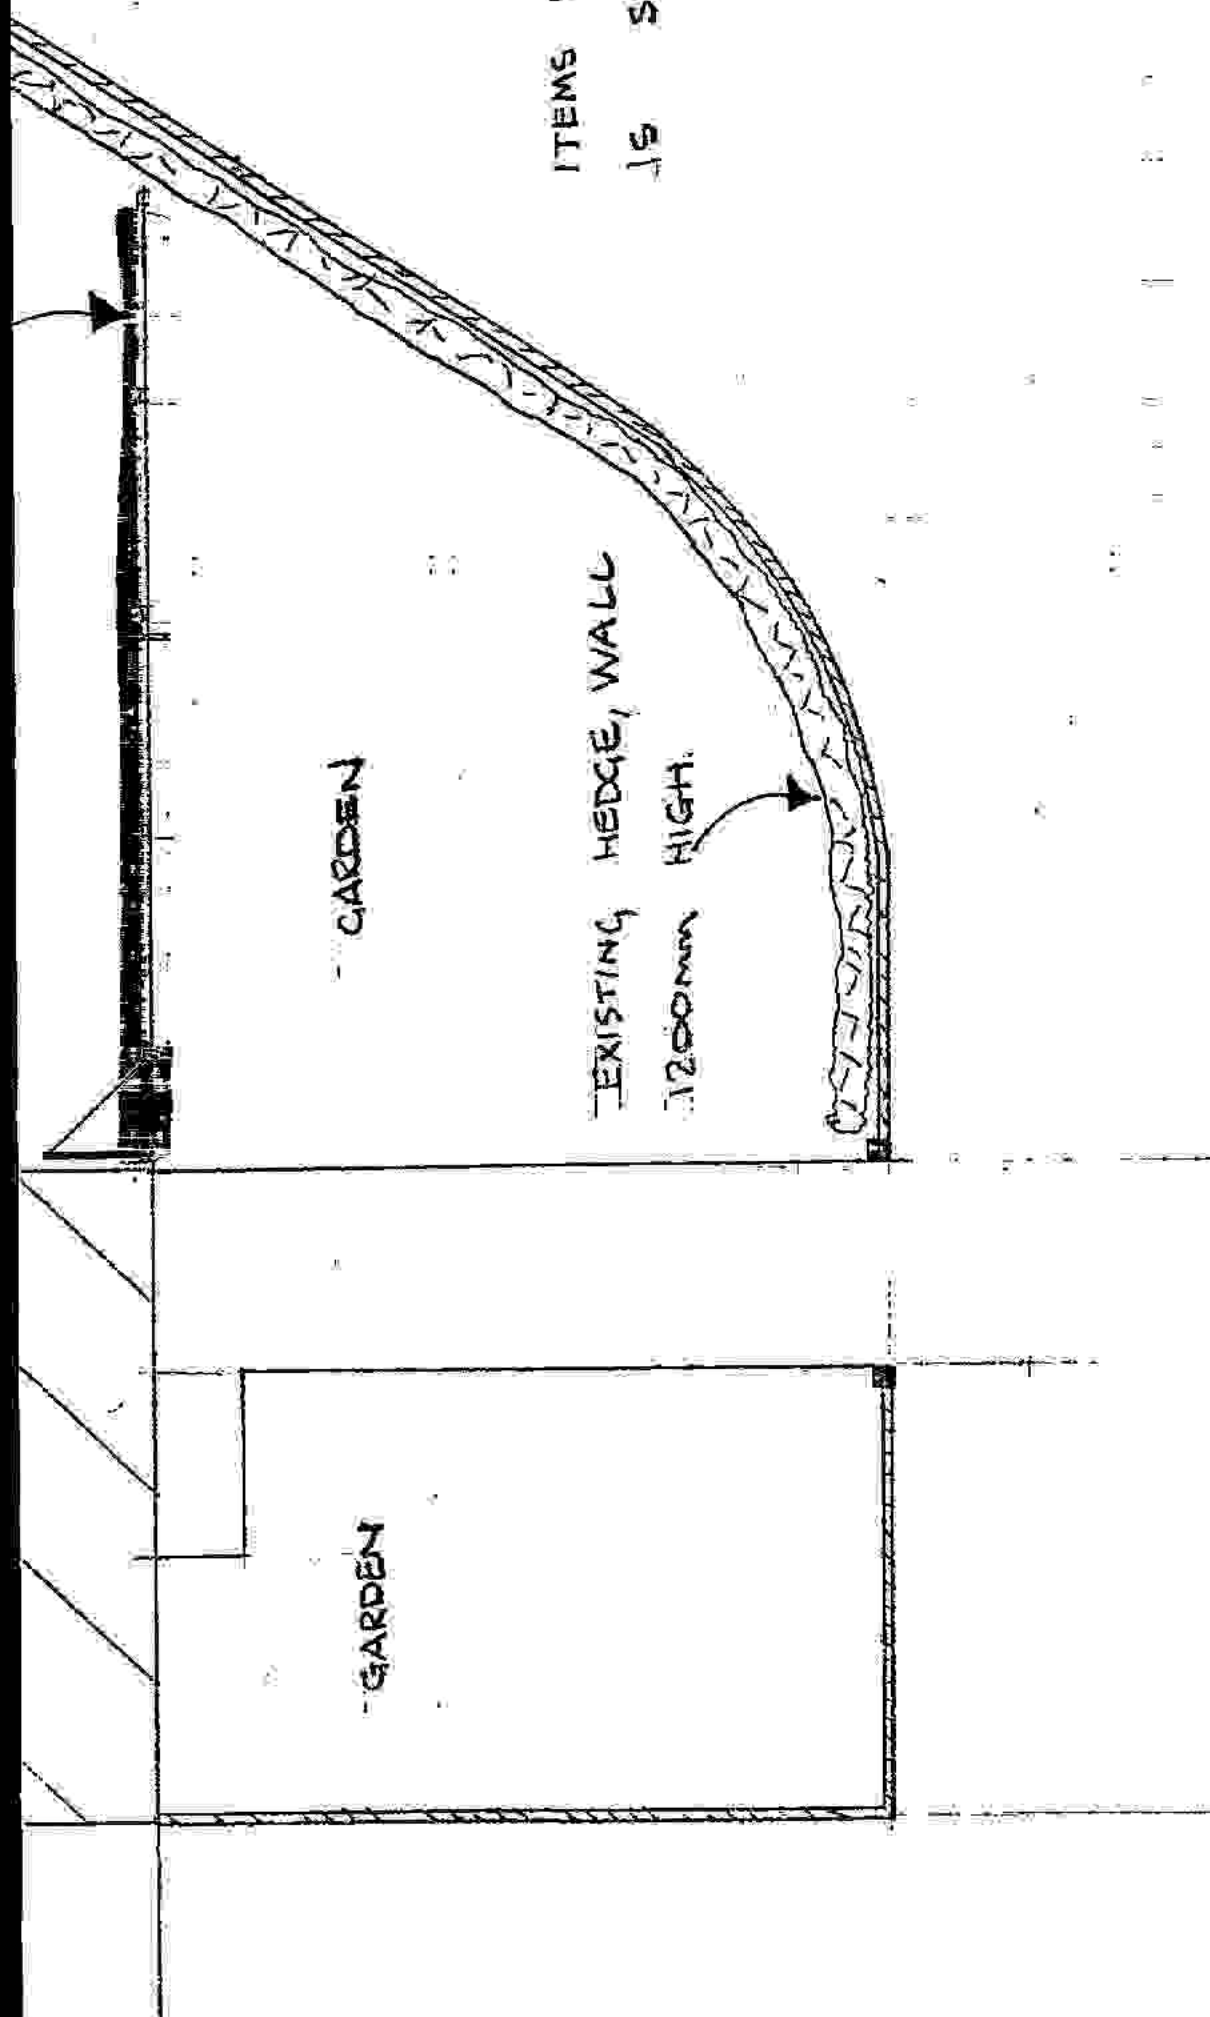 ITEMS
IS S
GARDEN
EXISTING HEDGE, WALL
1200mm HIGH.
GARDEN